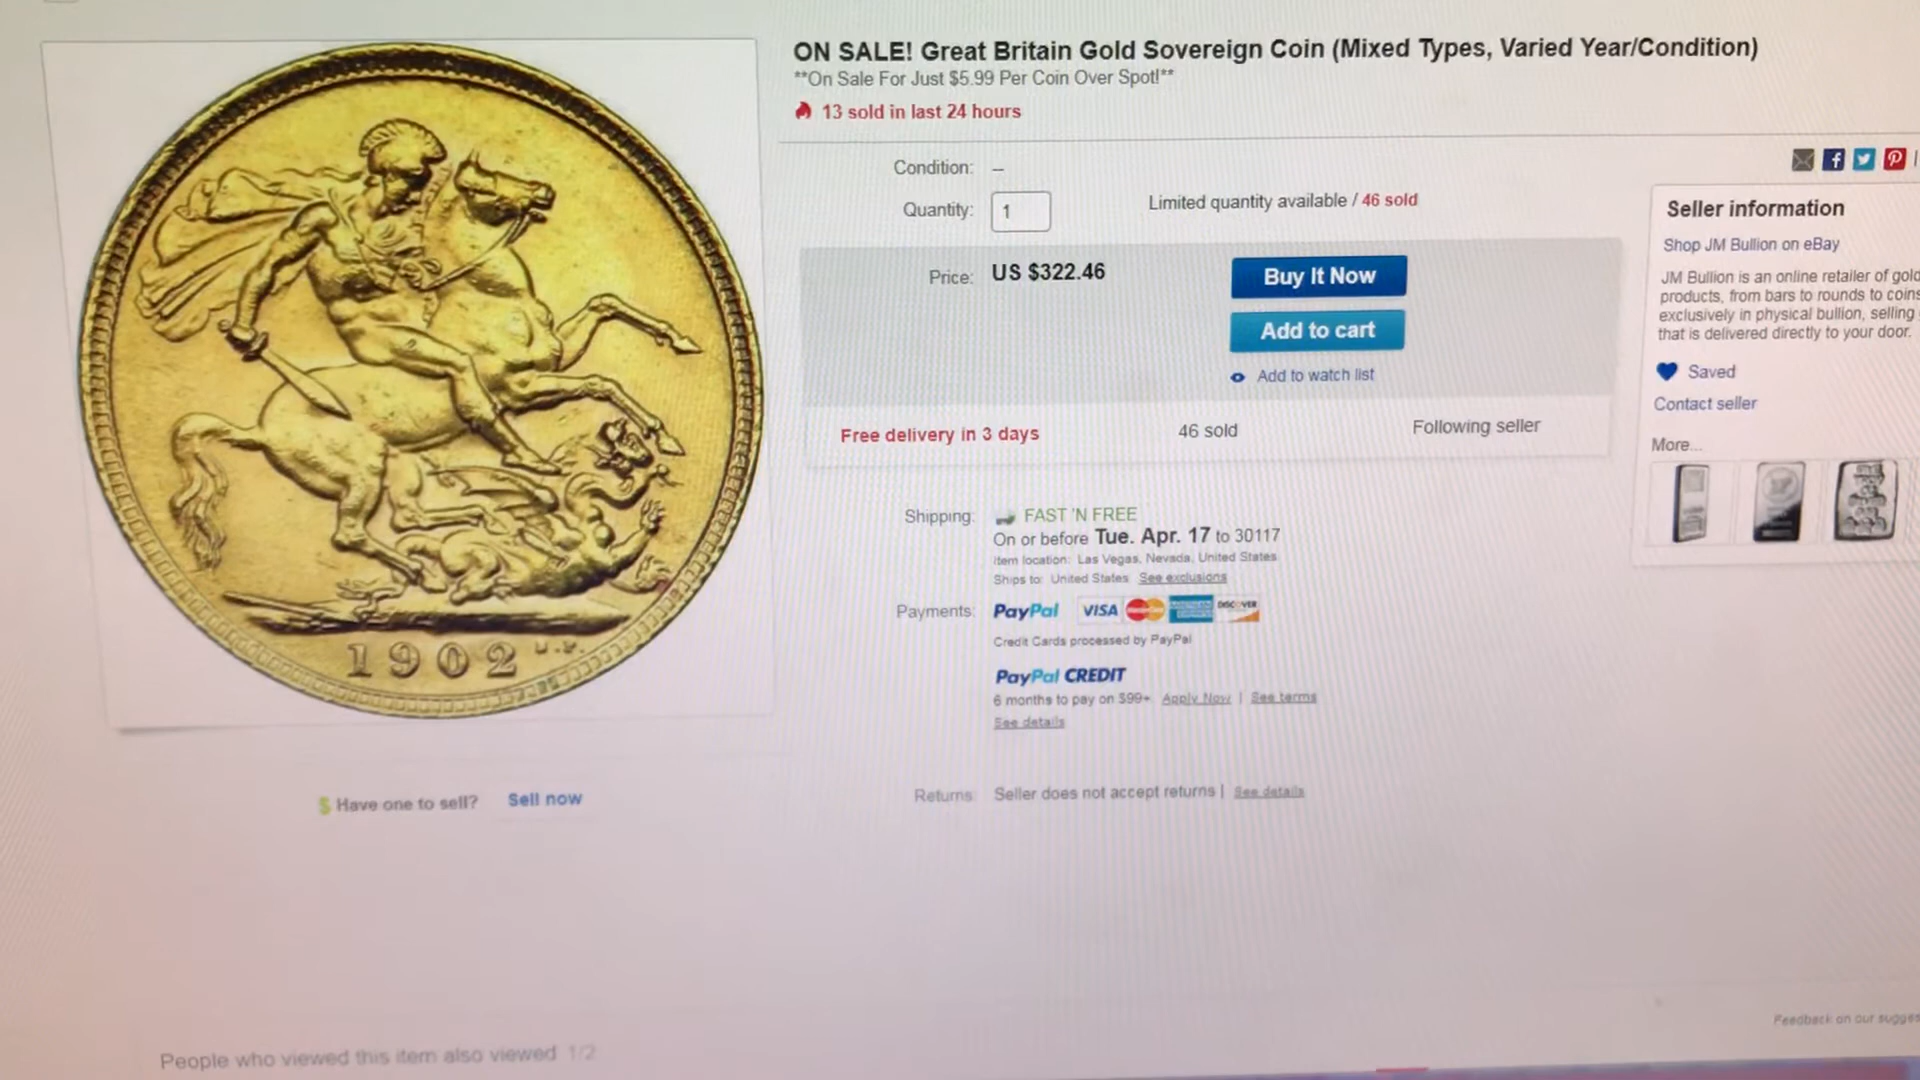 ON SALE! Great Britain Gold Sovereign Coin (Mixed Types, Varied Year/Condition)
**On Sale For Just $5.99 Per Coin Over Spot!**
13 sold in last 24 hours
Condition: –
Quantity: 1
Limited quantity available / 46 sold
Price: US $322.46
Buy It Now
Add to cart
Add to watch list
Free delivery in 3 days
46 sold
Following seller
Shipping: FAST 'N FREE
On or before Tue. Apr. 17 to 30117
Item location: Las Vegas, Nevada, United States
Ships to: United States See exclusions
Payments: PayPal VISA MasterCard AMERICAN EXPRESS DISCOVER
Credit Cards processed by PayPal
PayPal CREDIT
6 months to pay on $99+ Apply Now | See terms
See details
Returns: Seller does not accept returns | See details
Seller information
Shop JM Bullion on eBay
JM Bullion is an online retailer of gold
products, from bars to rounds to coins
exclusively in physical bullion, selling
that is delivered directly to your door.
Saved
Contact seller
More...
1902
$ Have one to sell? Sell now
Feedback on our sugges
People who viewed this item also viewed 1/2